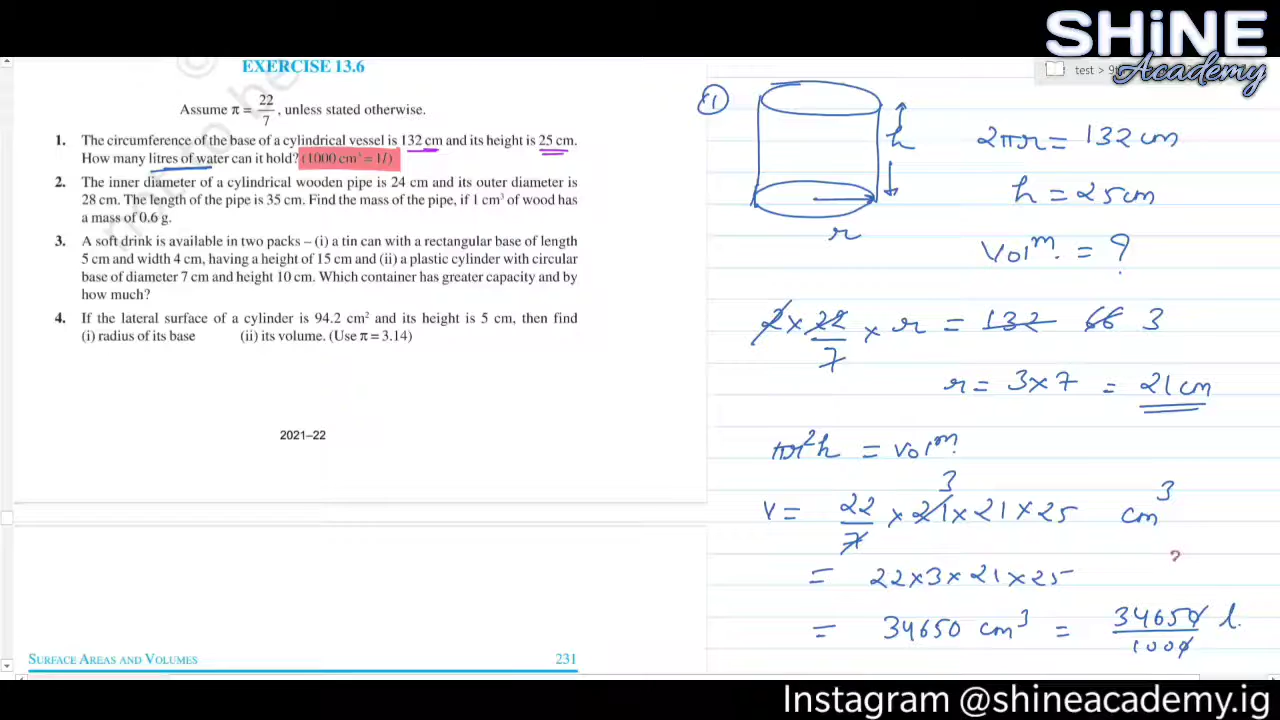 SHiNE
Academy
test > 9
EXERCISE 13.6
Assume π = 22/7, unless stated otherwise.
1. The circumference of the base of a cylindrical vessel is 132 cm and its height is 25 cm.
How many litres of water can it hold? (1000 cm³ = 1l)
2. The inner diameter of a cylindrical wooden pipe is 24 cm and its outer diameter is
28 cm. The length of the pipe is 35 cm. Find the mass of the pipe, if 1 cm³ of wood has
a mass of 0.6 g.
3. A soft drink is available in two packs – (i) a tin can with a rectangular base of length
5 cm and width 4 cm, having a height of 15 cm and (ii) a plastic cylinder with circular
base of diameter 7 cm and height 10 cm. Which container has greater capacity and by
how much?
4. If the lateral surface of a cylinder is 94.2 cm² and its height is 5 cm, then find
(i) radius of its base (ii) its volume. (Use π = 3.14)
2021–22
SURFACE AREAS AND VOLUMES 231
1
h
r
2πr = 132 cm
h = 25 cm
Volm. = ?
2 × 22/7 × r = 132 66 3
r = 3×7 = 21 cm
πr²h = volm.
3
V = 22/7 × 21 × 21 × 25 cm³
= 22×3×21×25
= 34650 cm³ = 34650/1000 l.
Instagram @shineacademy.ig